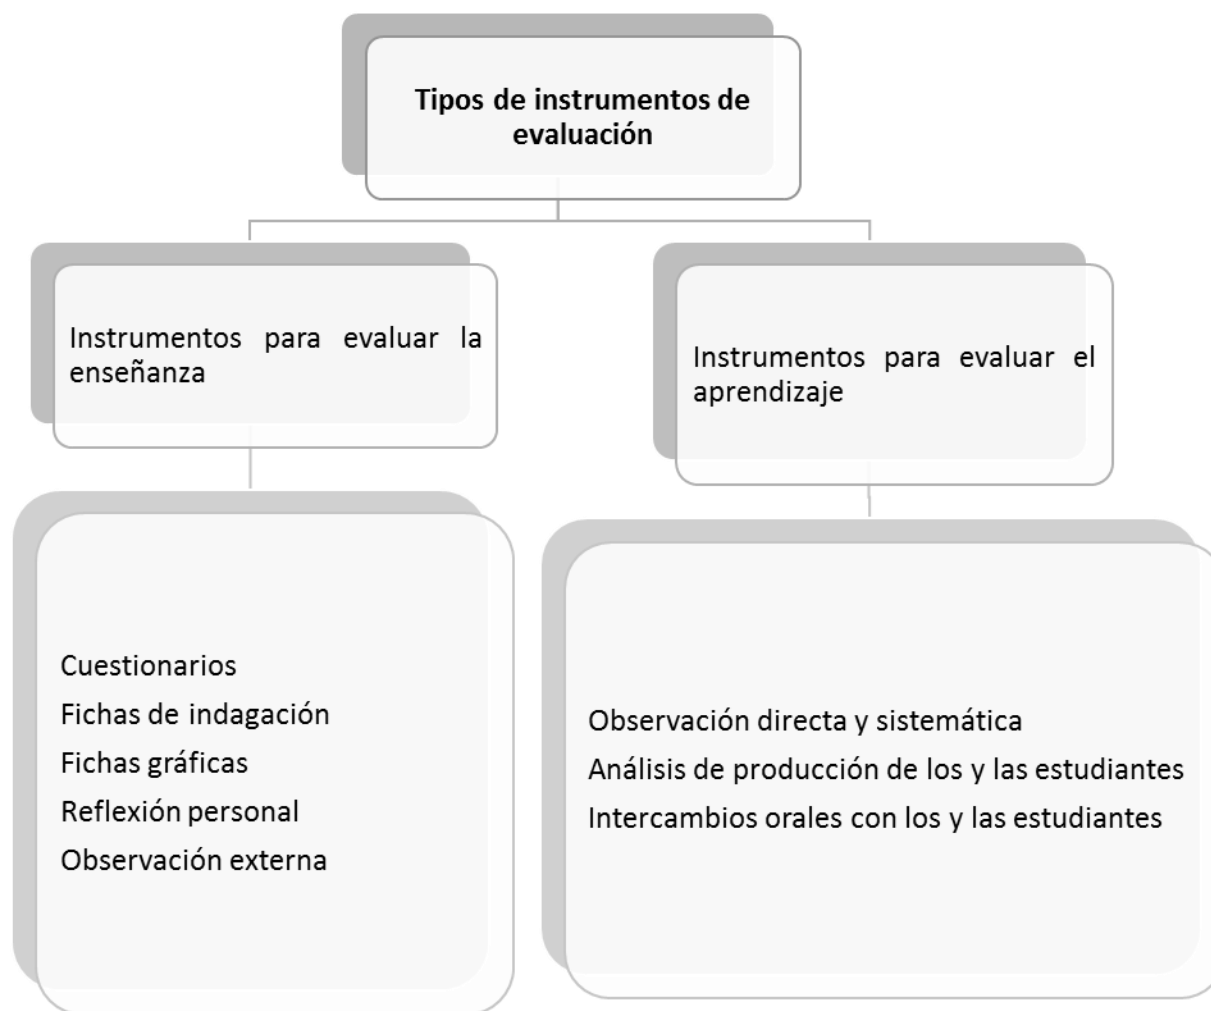 Tipos de instrumentos de
evaluación
Instrumentos para evaluar la
enseñanza
Instrumentos para evaluar el
aprendizaje
Cuestionarios
Fichas de indagación
Fichas gráficas
Reflexión personal
Observación externa
Observación directa y sistemática
Análisis de producción de los y las estudiantes
Intercambios orales con los y las estudiantes